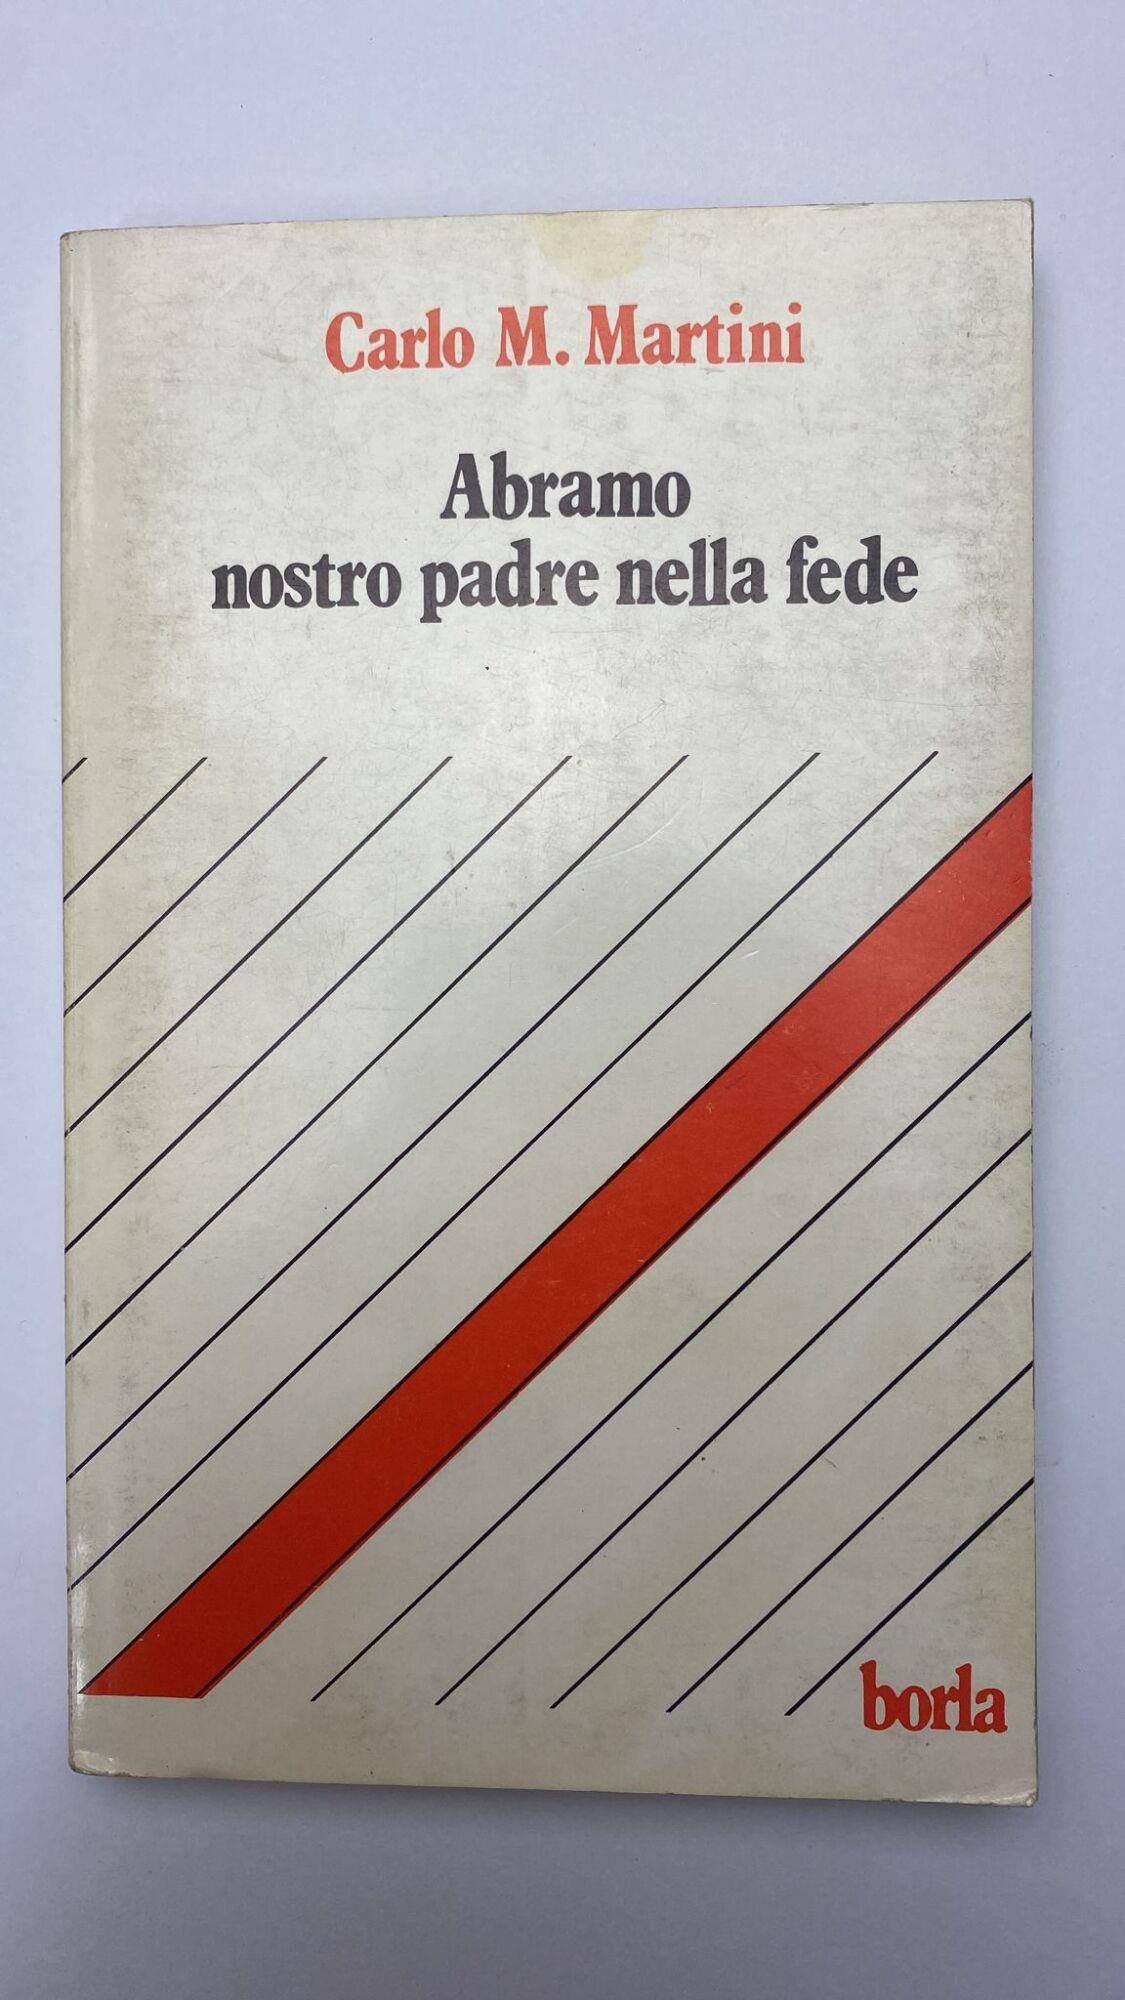 Carlo M. Martini
Abramo
nostro padre nella fede
borla